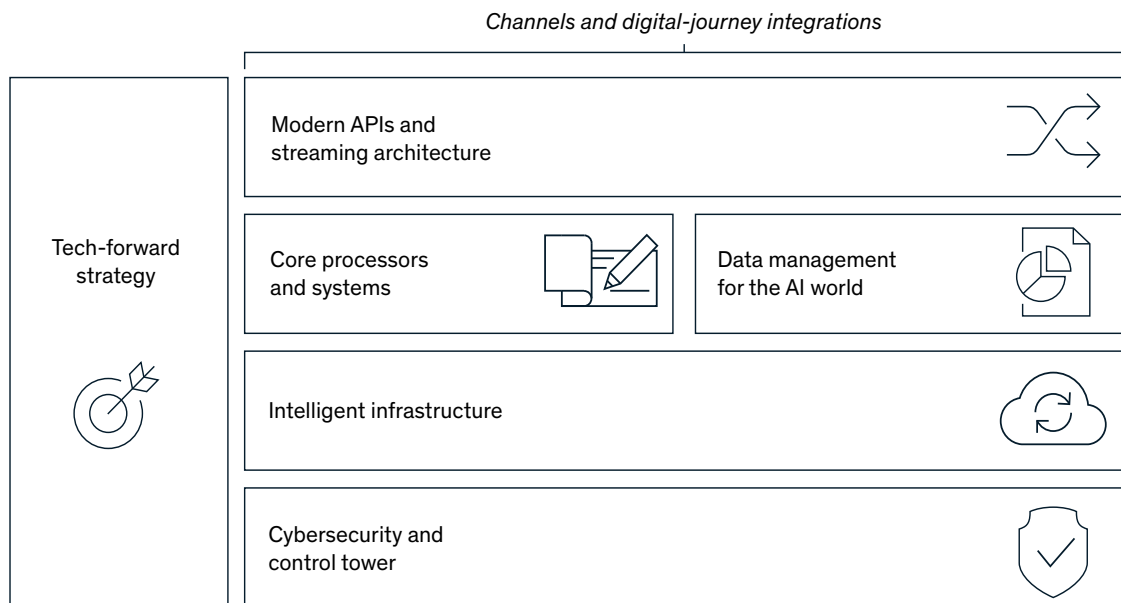 Channels and digital-journey integrations
Tech-forward
strategy
Modern APIs and
streaming architecture
Core processors
and systems
Data management
for the AI world
Intelligent infrastructure
Cybersecurity and
control tower